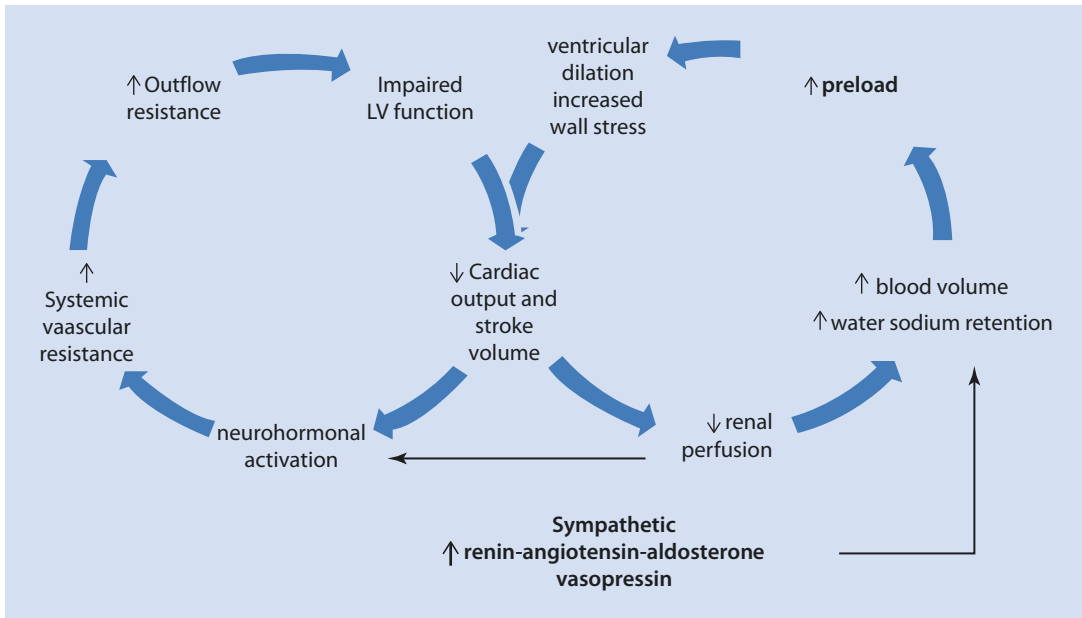 ↑ Outflow
resistance
Impaired
LV function
ventricular
dilation
increased
wall stress
↑ preload
↑
Systemic
vaascular
resistance
↓ Cardiac
output and
stroke
volume
↑ blood volume
↑ water sodium retention
neurohormonal
activation
↓ renal
perfusion
Sympathetic
↑ renin-angiotensin-aldosterone
vasopressin